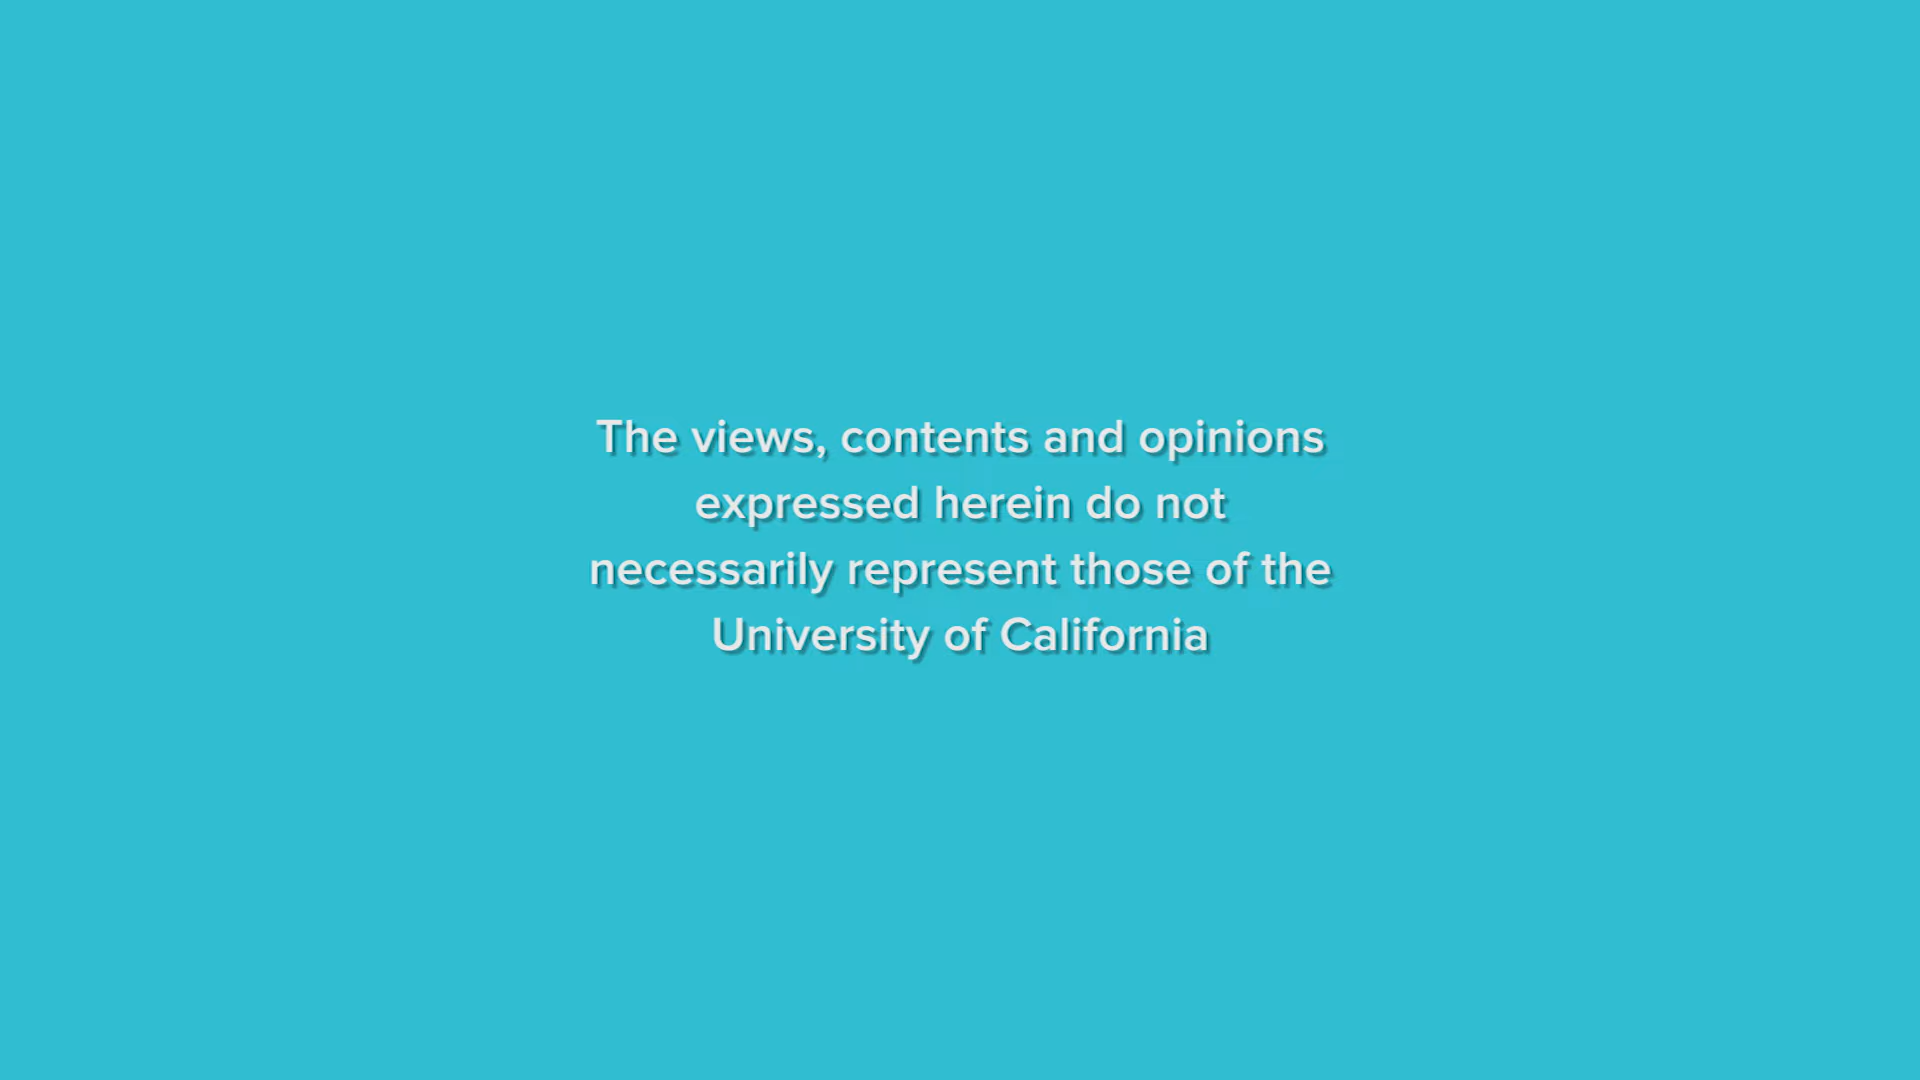 The views, contents and opinions
expressed herein do not
necessarily represent those of the
University of California